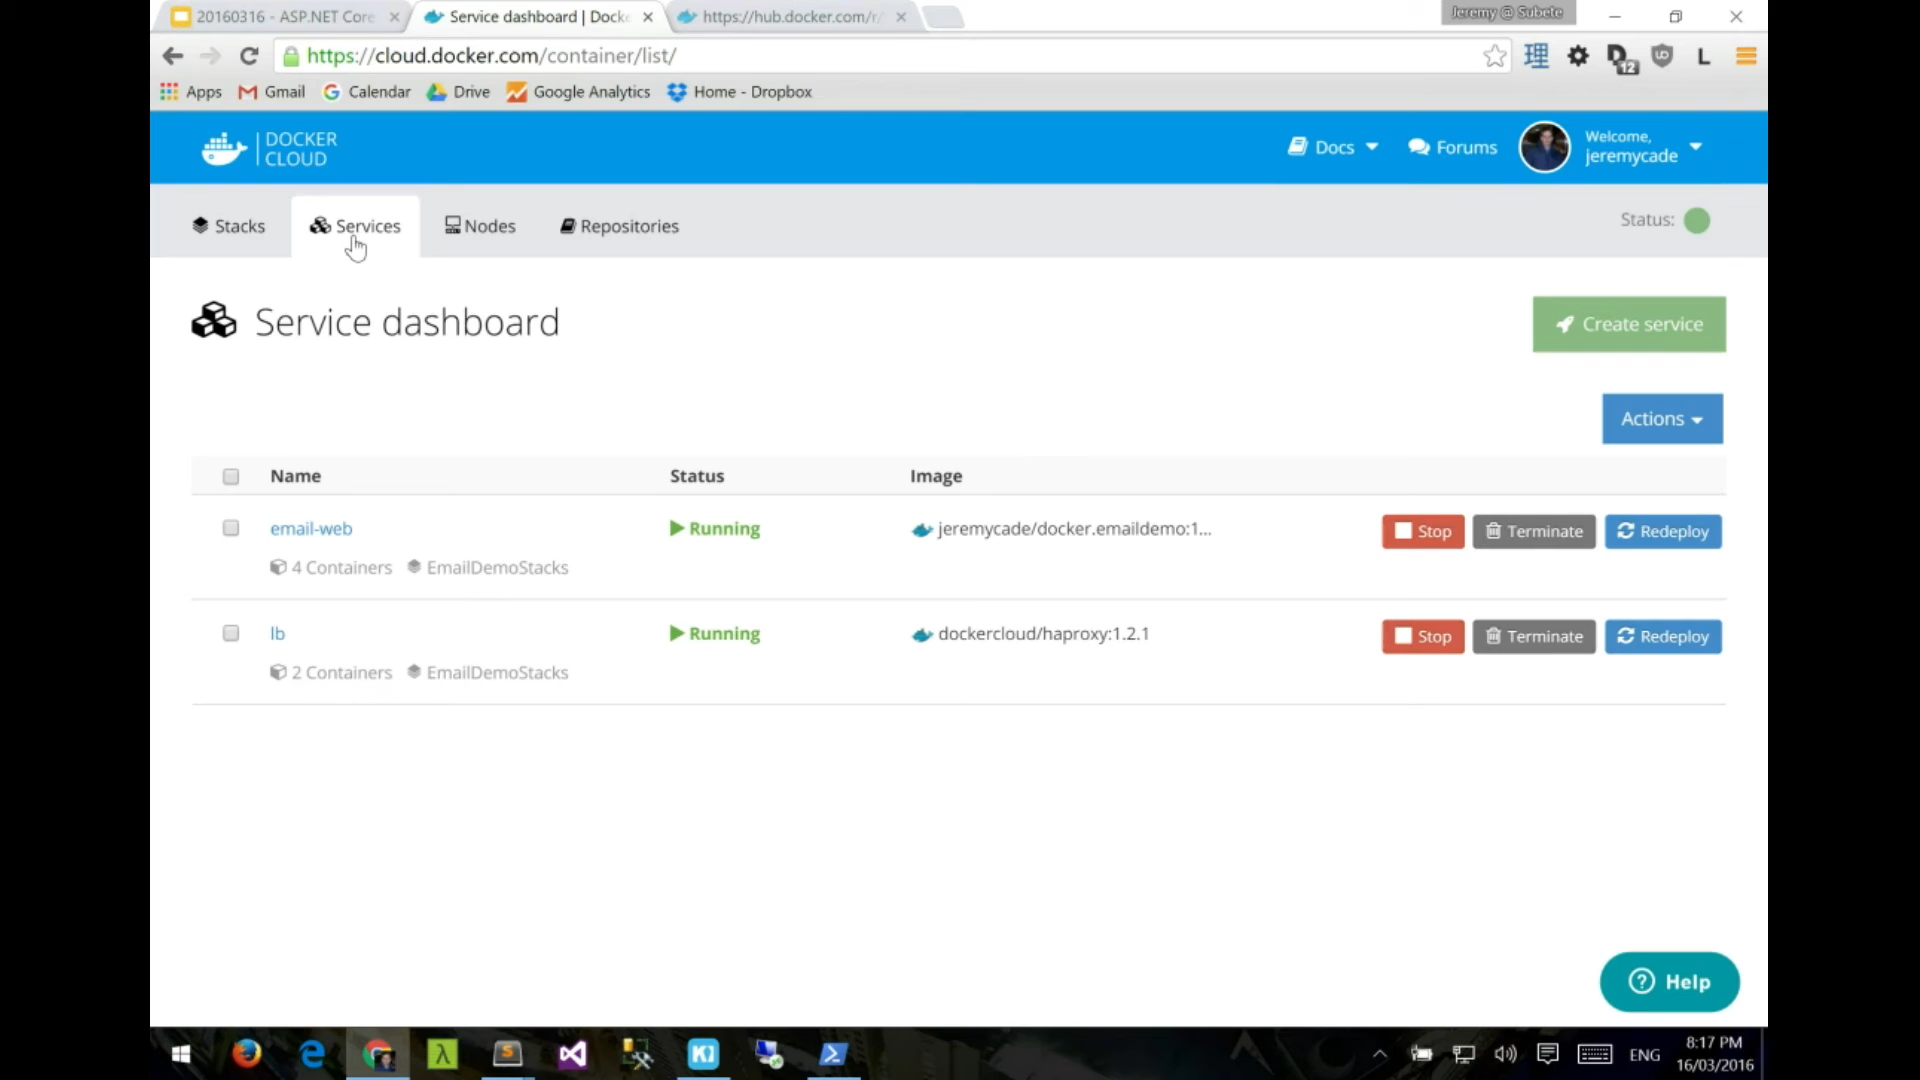 20160316 - ASP.NET Core
Service dashboard | Docke
https://hub.docker.com/r/
Jeremy @ Subete
https://cloud.docker.com/container/list/
理
12
L
Apps
Gmail
Calendar
Drive
Google Analytics
Home - Dropbox
DOCKER
CLOUD
Docs
Forums
Welcome,
jeremycade
Stacks
Services
Nodes
Repositories
Status:
Service dashboard
Create service
Actions
Name Status Image
email-web Running jeremycade/docker.emaildemo:1... Stop Terminate Redeploy
4 Containers EmailDemoStacks
lb Running dockercloud/haproxy:1.2.1 Stop Terminate Redeploy
2 Containers EmailDemoStacks
Help
ENG
8:17 PM
16/03/2016